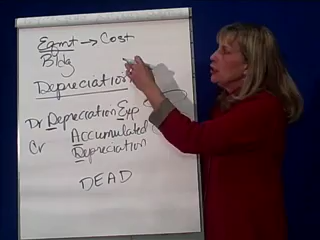 Eqmt → Cost
Bldg
Depreciation
Dr Depreciation Exp
Cr Accumulated
Depreciation
DEAD